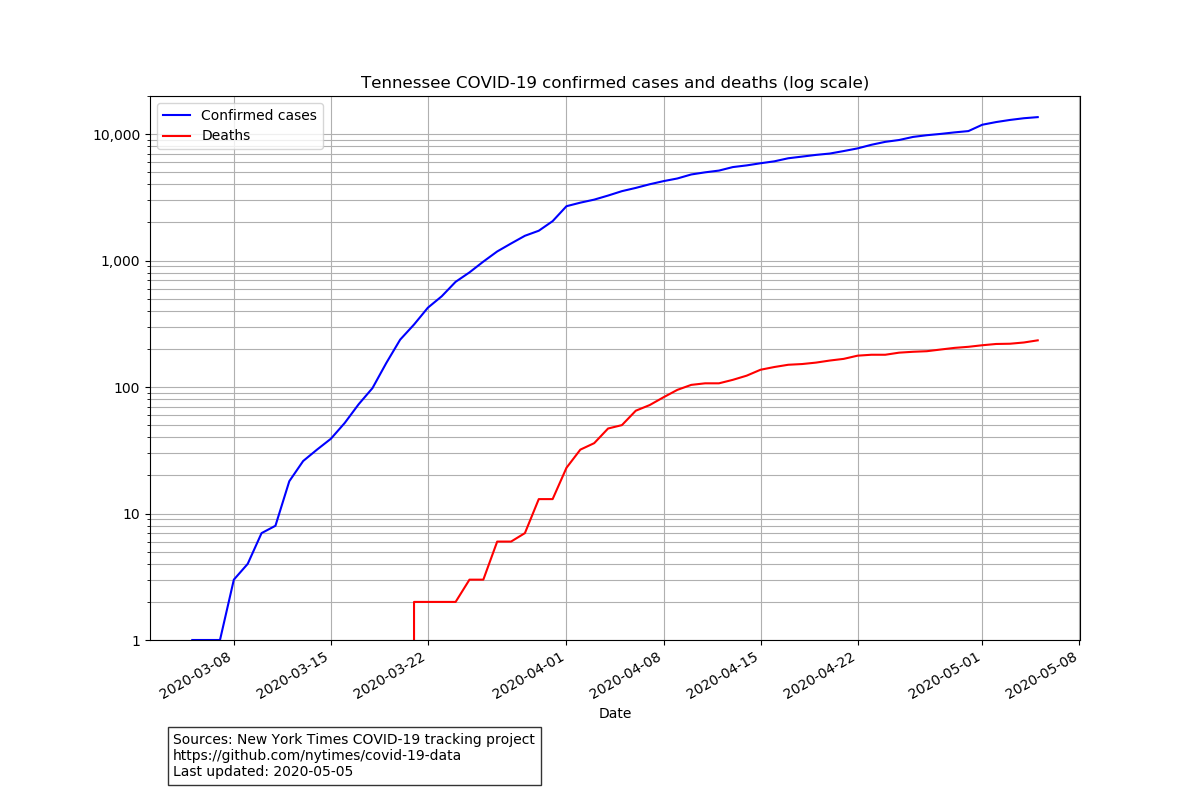 Tennessee COVID-19 confirmed cases and deaths (log scale)
Confirmed cases
Deaths
10,000
1,000
100
10
1
2020-03-08
2020-03-15
2020-03-22
2020-04-01
2020-04-08
2020-04-15
2020-04-22
2020-05-01
2020-05-08
Date
Sources: New York Times COVID-19 tracking project
https://github.com/nytimes/covid-19-data
Last updated: 2020-05-05